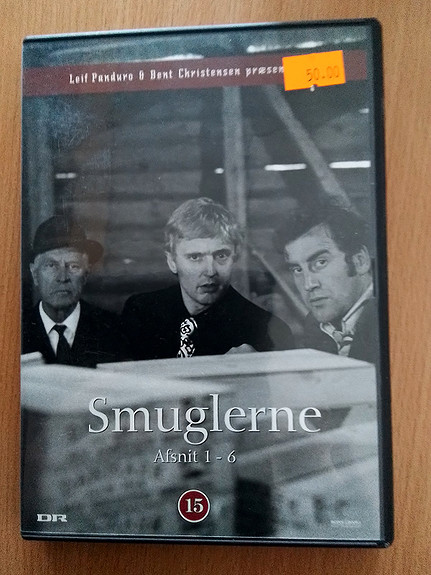 Leif Panduro & Bent Christensen præsen
50.00
Smuglerne
Afsnit 1 - 6
15
DR